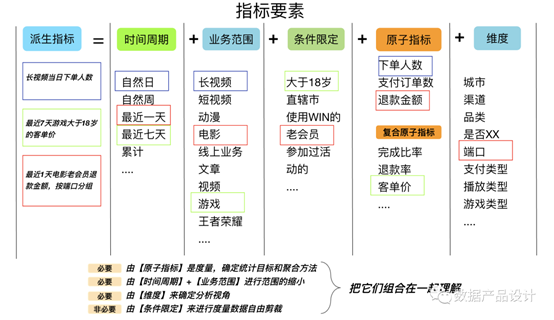 指标要素
派生指标 = 时间周期 + 业务范围 + 条件限定 + 原子指标 + 维度
长视频当日下单人数
最近7天游戏大于18岁
的客单价
最近1天电影老会员退
款金额，按端口分组
自然日
自然周
最近一天
最近七天
累计
....
长视频
短视频
动漫
电影
线上业务
文章
视频
游戏
王者荣耀
....
大于18岁
直辖市
使用WIN的
老会员
参加过活
动的
....
下单人数
支付订单数
退款金额
复合原子指标
完成比率
退款率
客单价
....
城市
渠道
品类
是否XX
端口
支付类型
播放类型
游戏类型
....
必要 由【原子指标】是度量，确定统计目标和聚合方法
必要 由【时间周期】+【业务范围】进行范围的缩小
必要 由【维度】来确定分析视角
非必要 由【条件限定】来进行度量数据自由剪裁
把它们组合在一起理解
数据产品设计